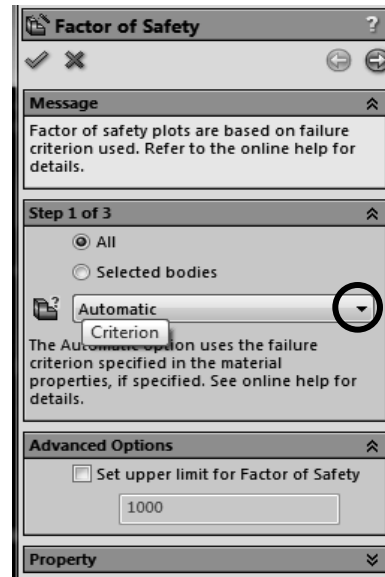 Factor of Safety ?
Message
Factor of safety plots are based on failure
criterion used. Refer to the online help for
details.
Step 1 of 3
All
Selected bodies
Automatic
Criterion
The Automatic option uses the failure
criterion specified in the material
properties, if specified. See online help for
details.
Advanced Options
Set upper limit for Factor of Safety
1000
Property